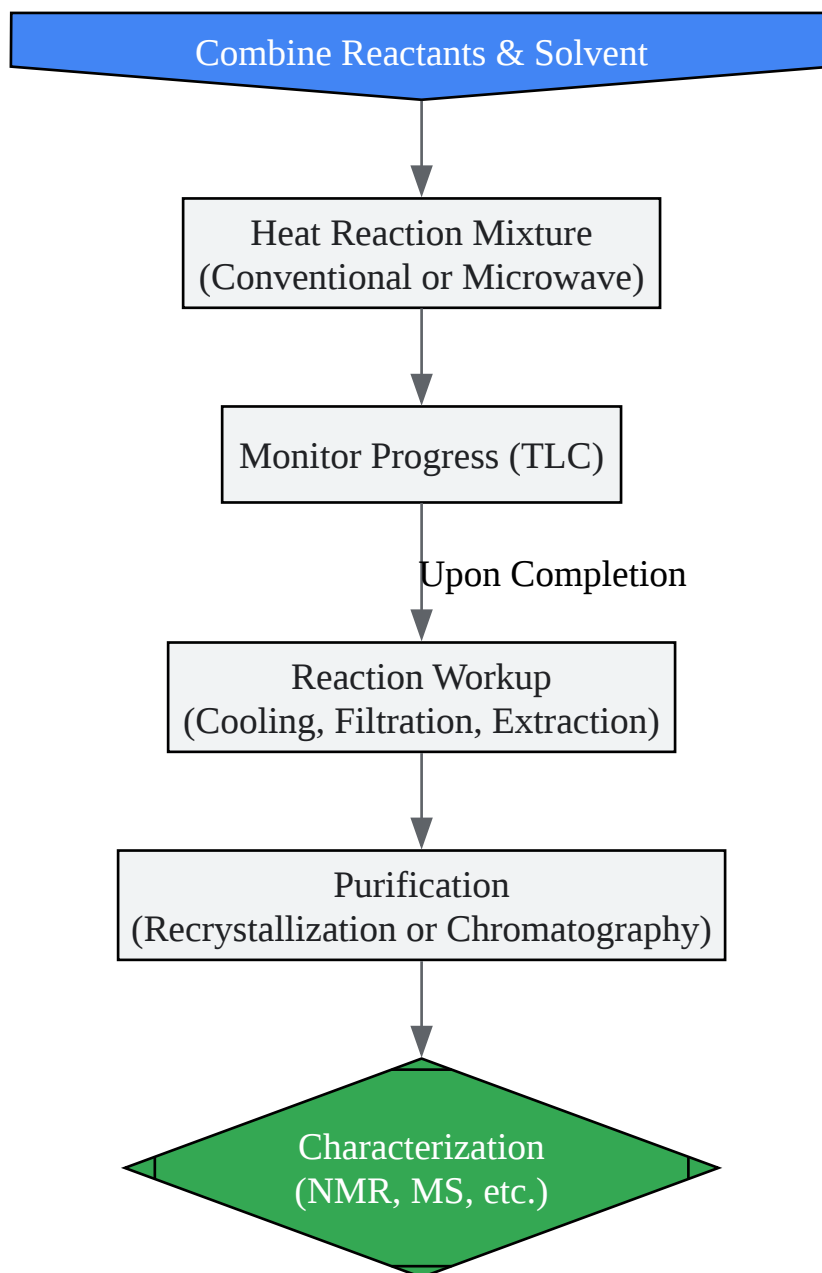 Combine Reactants & Solvent
Heat Reaction Mixture
(Conventional or Microwave)
Monitor Progress (TLC)
Upon Completion
Reaction Workup
(Cooling, Filtration, Extraction)
Purification
(Recrystallization or Chromatography)
Characterization
(NMR, MS, etc.)